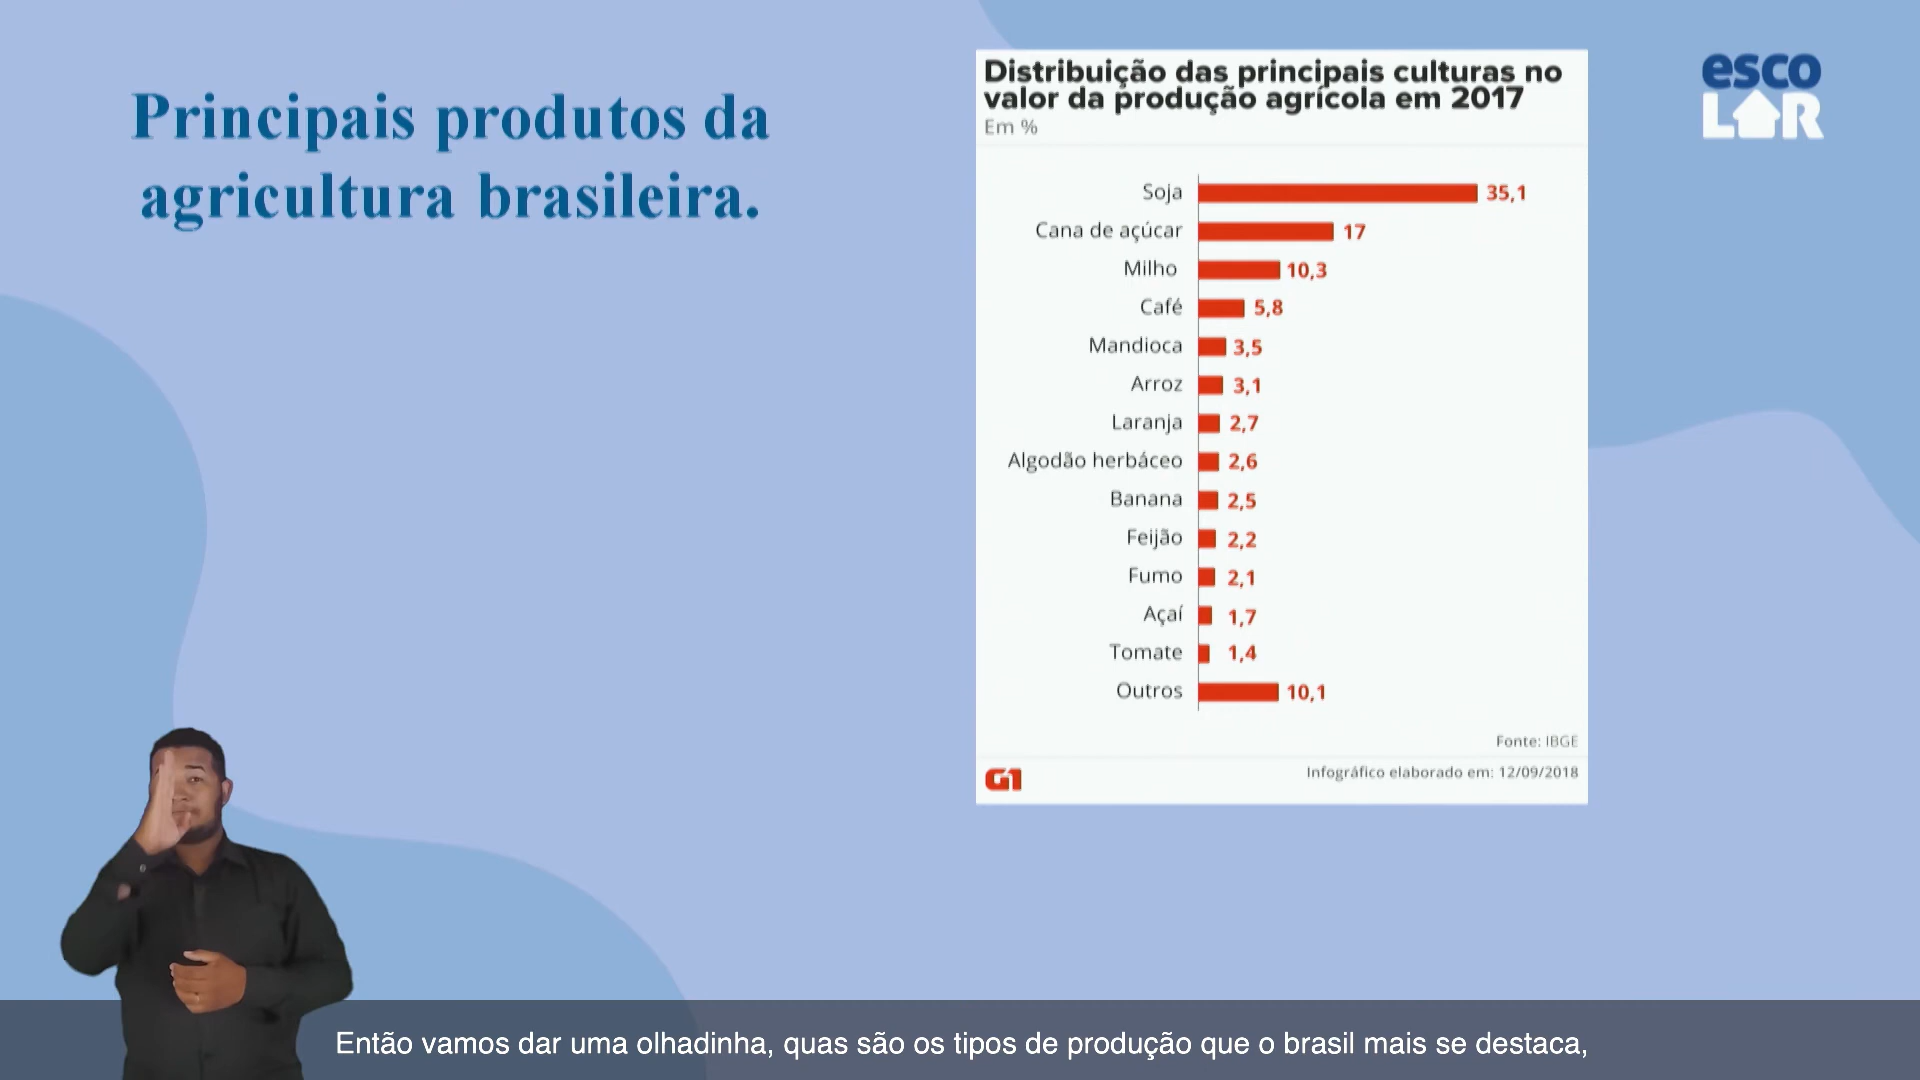 Principais produtos da
agricultura brasileira.
Distribuição das principais culturas no
valor da produção agrícola em 2017
Em %
Soja 35,1
Cana de açúcar 17
Milho 10,3
Café 5,8
Mandioca 3,5
Arroz 3,1
Laranja 2,7
Algodão herbáceo 2,6
Banana 2,5
Feijão 2,2
Fumo 2,1
Açaí 1,7
Tomate 1,4
Outros 10,1
Fonte: IBGE
G1
Infográfico elaborado em: 12/09/2018
esco
LAR
Então vamos dar uma olhadinha, quas são os tipos de produção que o brasil mais se destaca,